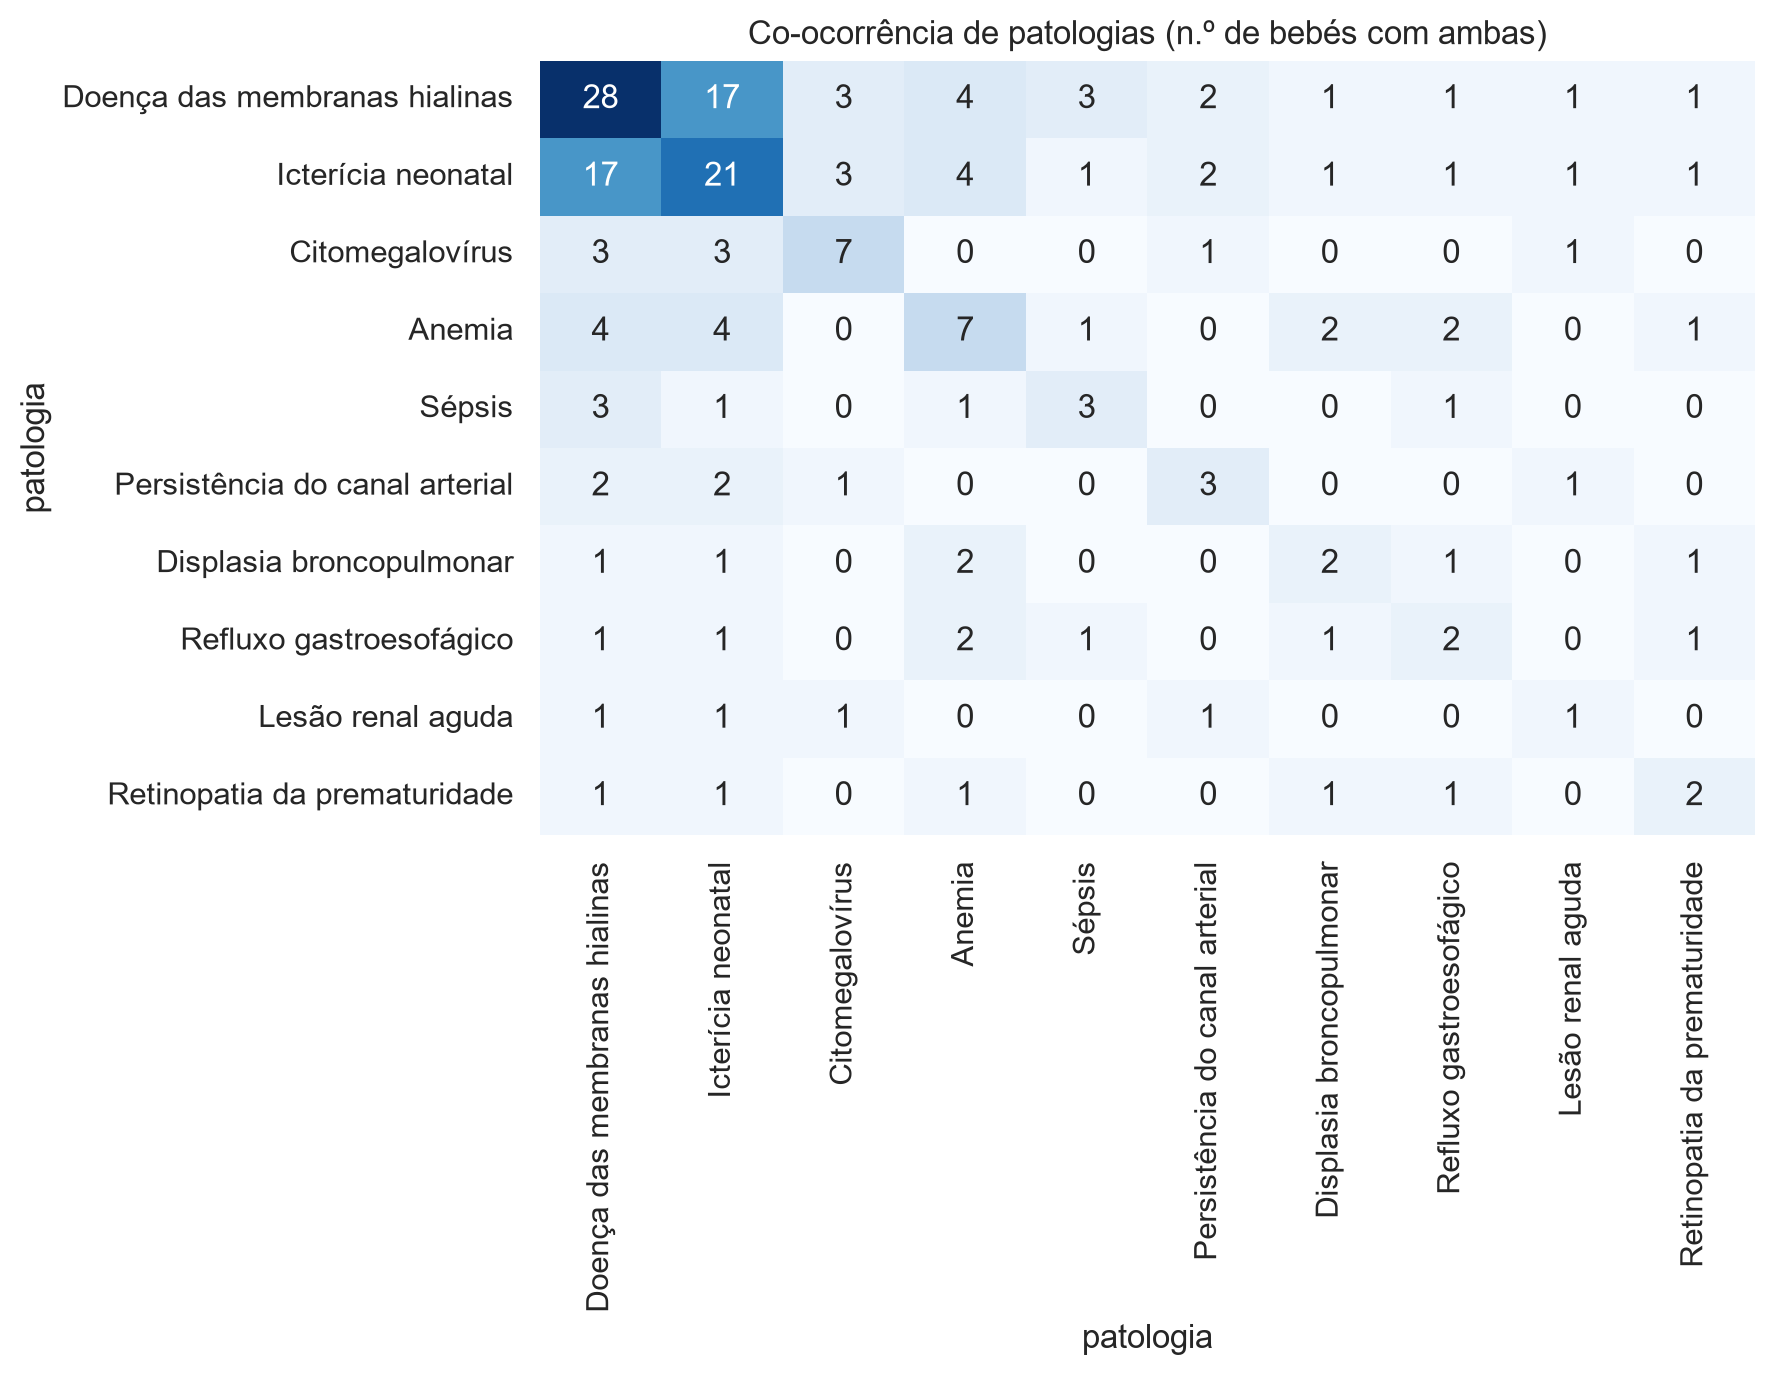 Co-ocorrência de patologias (n.º de bebés com ambas)
Doença das membranas hialinas 28 17 3 4 3 2 1 1 1 1
Icterícia neonatal 17 21 3 4 1 2 1 1 1 1
Citomegalovírus 3 3 7 0 0 1 0 0 1 0
Anemia 4 4 0 7 1 0 2 2 0 1
Sépsis 3 1 0 1 3 0 0 1 0 0
Persistência do canal arterial 2 2 1 0 0 3 0 0 1 0
Displasia broncopulmonar 1 1 0 2 0 0 2 1 0 1
Refluxo gastroesofágico 1 1 0 2 1 0 1 2 0 1
Lesão renal aguda 1 1 1 0 0 1 0 0 1 0
Retinopatia da prematuridade 1 1 0 1 0 0 1 1 0 2
patologia
Doença das membranas hialinas
Icterícia neonatal
Citomegalovírus
Anemia
Sépsis
Persistência do canal arterial
Displasia broncopulmonar
Refluxo gastroesofágico
Lesão renal aguda
Retinopatia da prematuridade
patologia